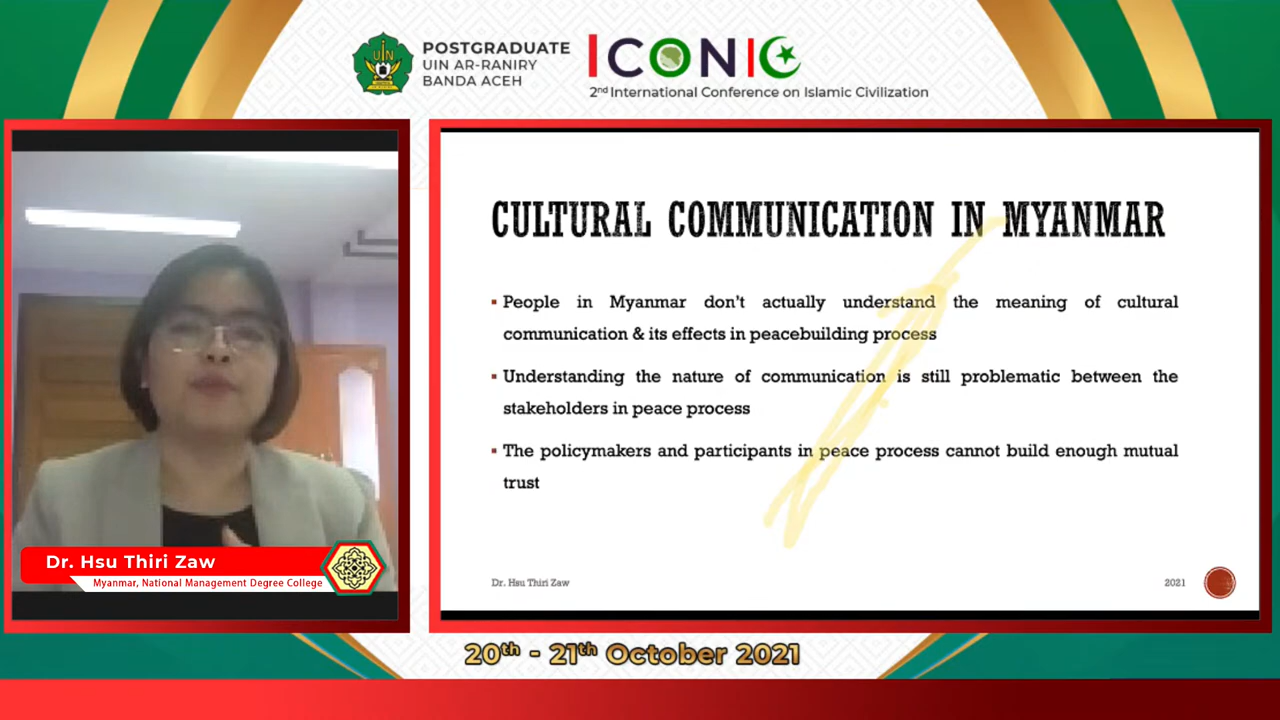 POSTGRADUATE
UIN AR-RANIRY
BANDA ACEH
UIN
ICONIC
2nd International Conference on Islamic Civilization
CULTURAL COMMUNICATION IN MYANMAR
▪ People in Myanmar don't actually understand the meaning of cultural
communication & its effects in peacebuilding process
▪ Understanding the nature of communication is still problematic between the
stakeholders in peace process
▪ The policymakers and participants in peace process cannot build enough mutual
trust
Dr. Hsu Thiri Zaw
2021
Dr. Hsu Thiri Zaw
Myanmar, National Management Degree College
20th - 21th October 2021